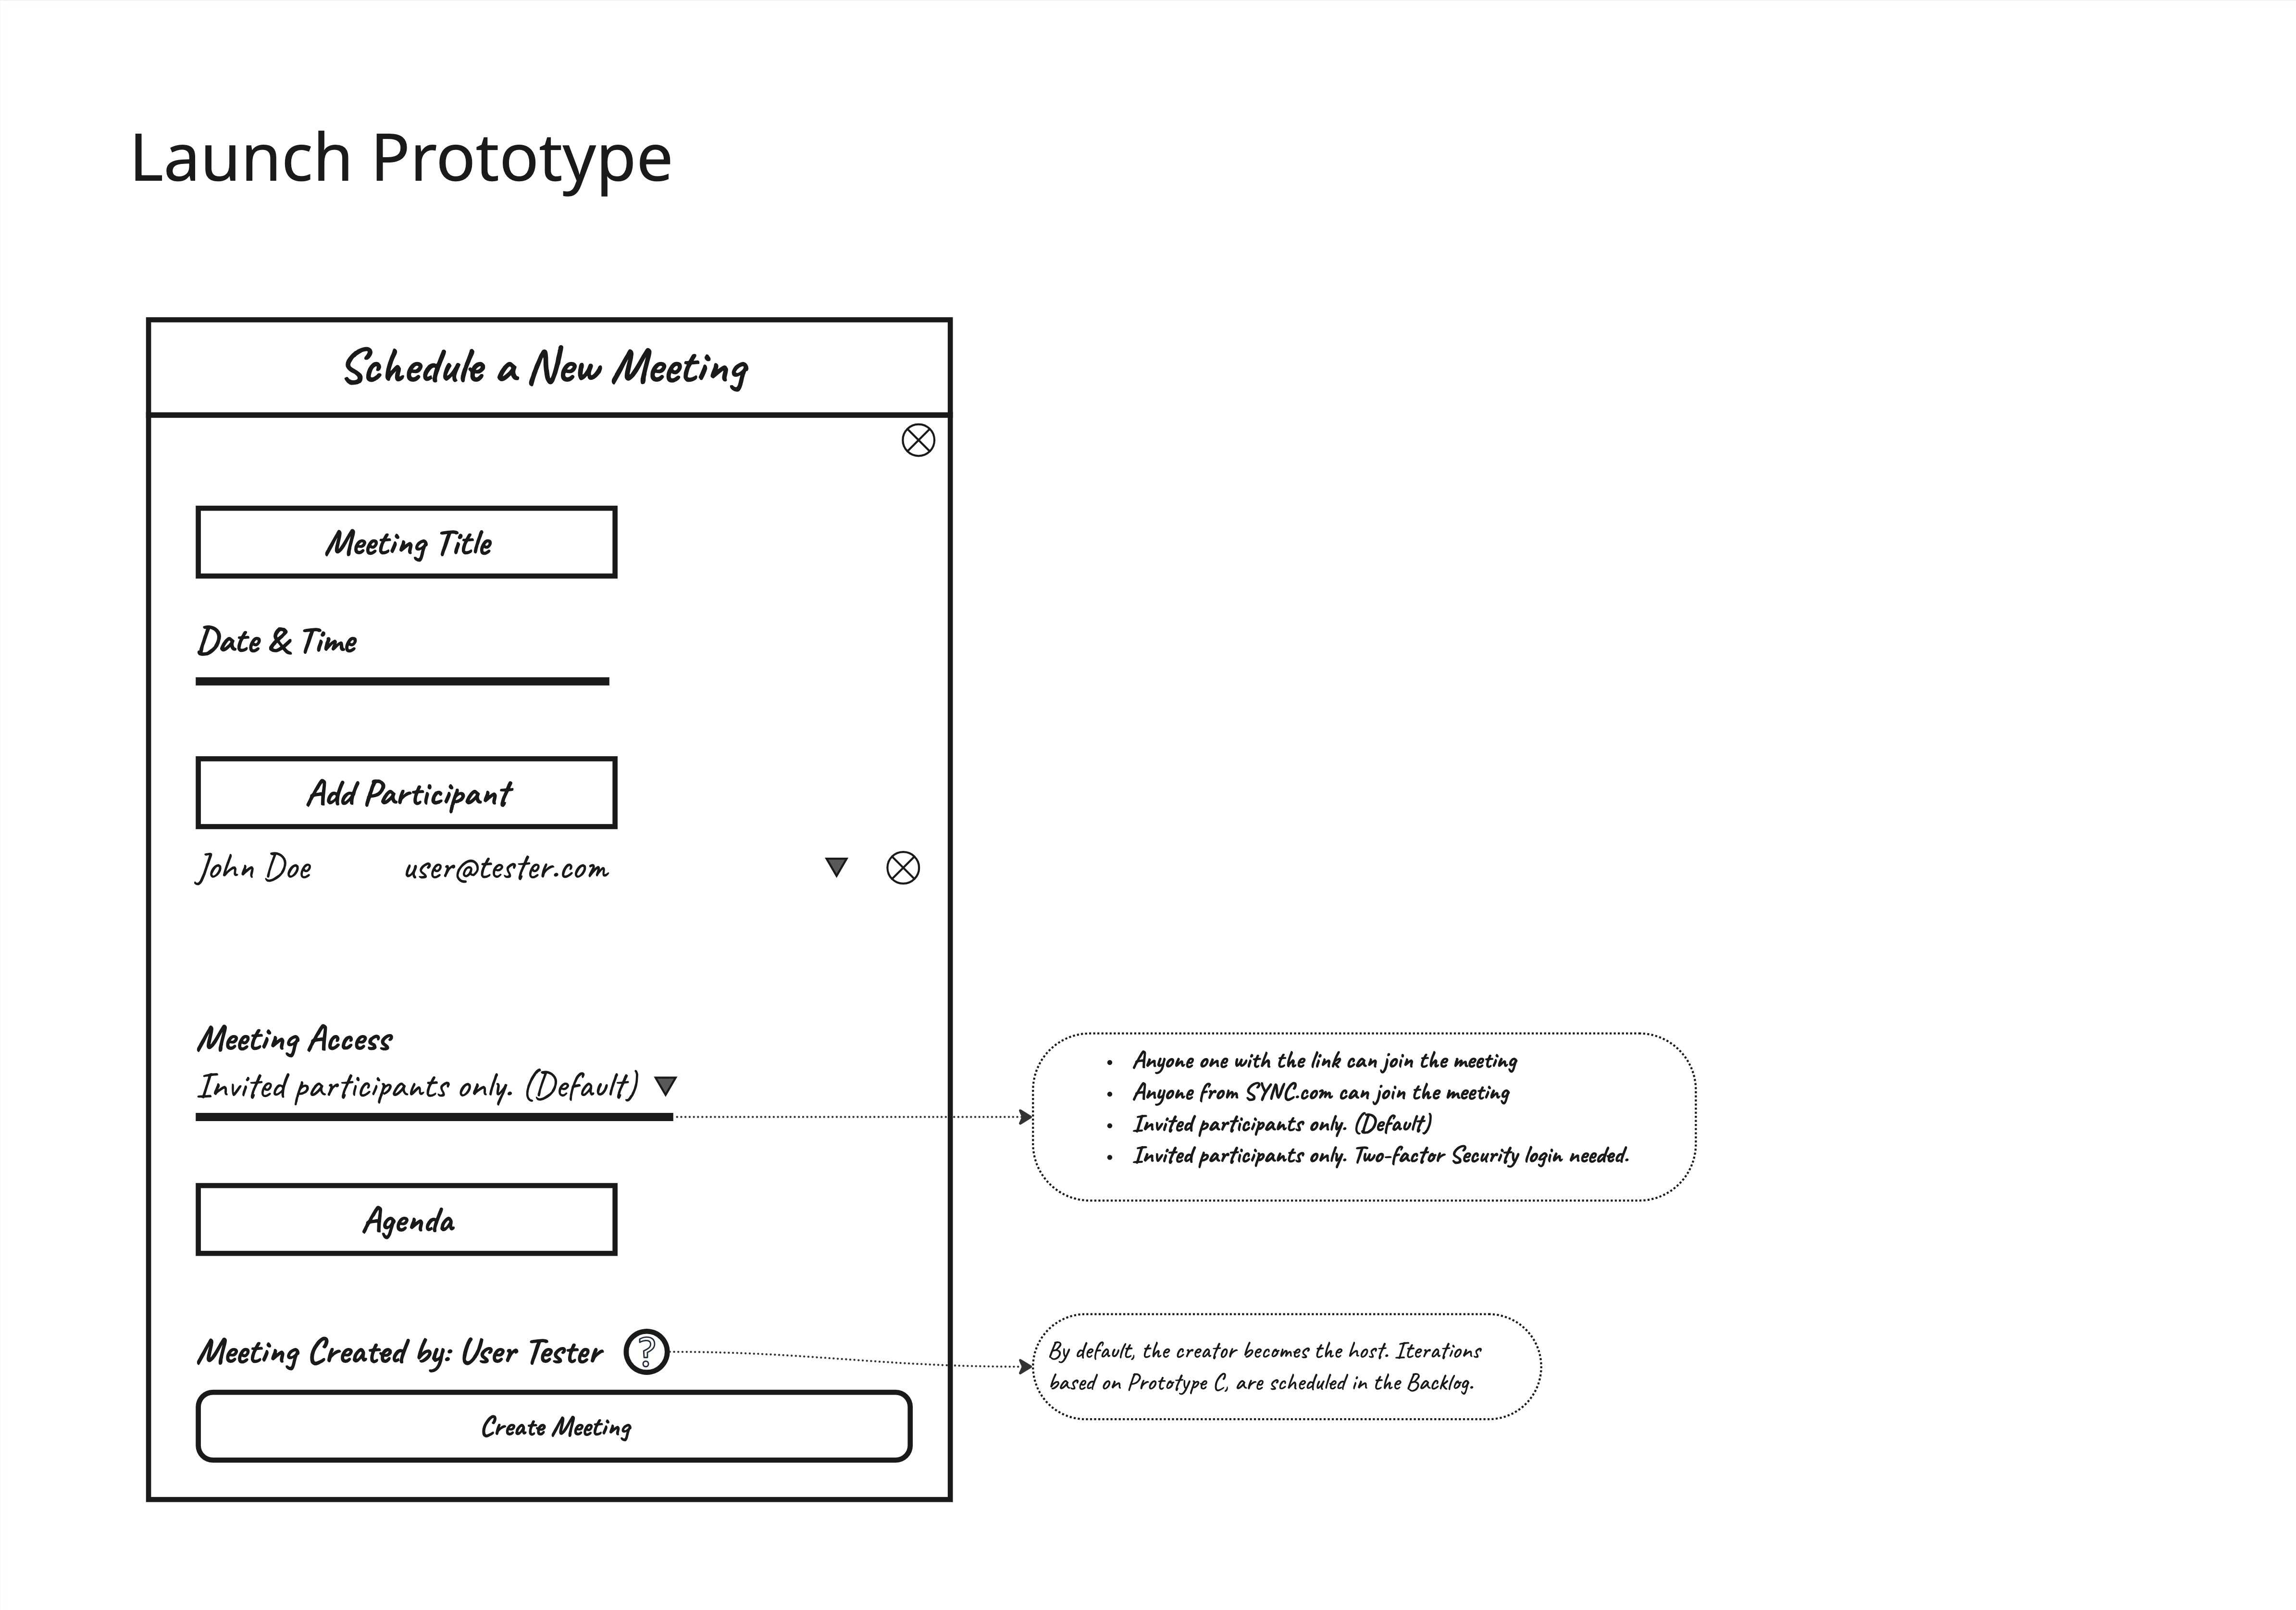 Launch Prototype
Schedule a New Meeting
Meeting Title
Date & Time
Add Participant
John Doe user@tester.com
Meeting Access
Invited participants only. (Default)
• Anyone one with the link can join the meeting
• Anyone from SYNC.com can join the meeting
• Invited participants only. (Default)
• Invited participants only. Two-factor Security login needed.
Agenda
Meeting Created by: User Tester ?
By default, the creator becomes the host. Iterations
based on Prototype C, are scheduled in the Backlog.
Create Meeting